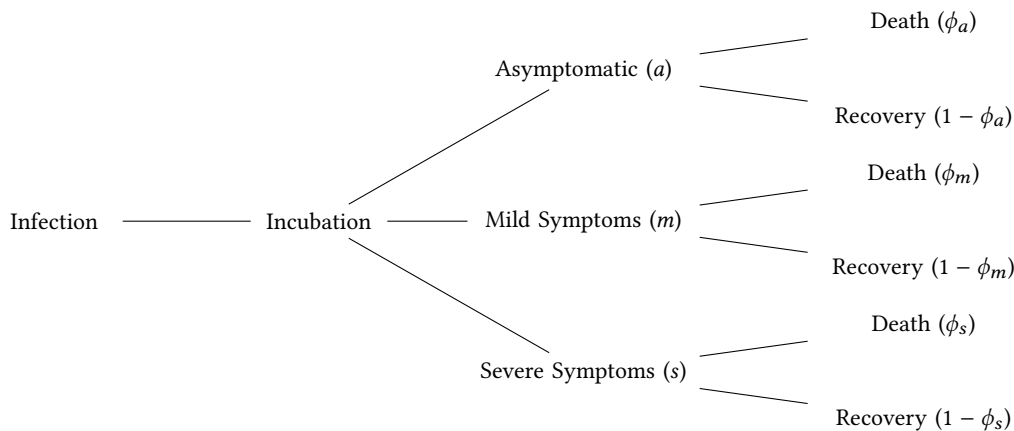 Death (ϕₐ)
Asymptomatic (a)
Recovery (1 − ϕₐ)
Death (ϕₘ)
Infection
Incubation
Mild Symptoms (m)
Recovery (1 − ϕₘ)
Death (ϕₛ)
Severe Symptoms (s)
Recovery (1 − ϕₛ)